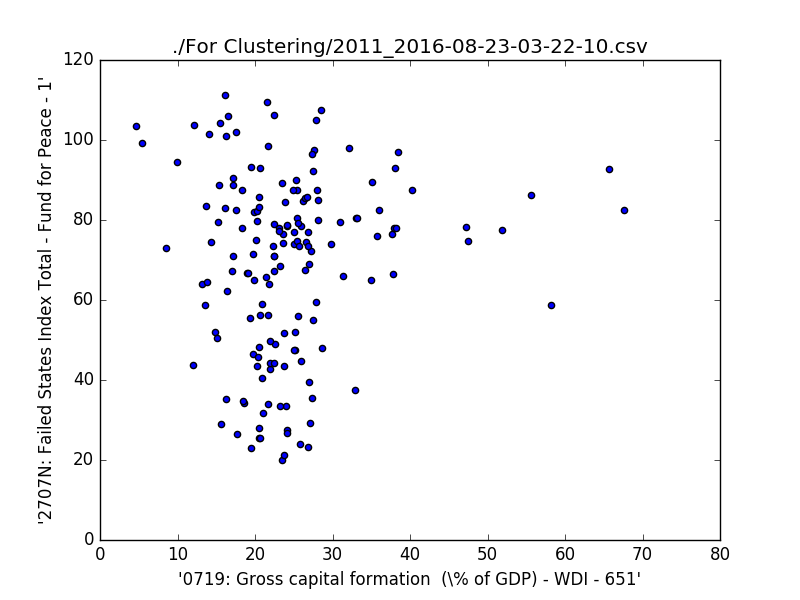 ./For Clustering/2011_2016-08-23-03-22-10.csv
'2707N: Failed States Index Total - Fund for Peace - 1'
120
100
80
60
40
20
0
0 10 20 30 40 50 60 70 80
'0719: Gross capital formation  (\% of GDP) - WDI - 651'